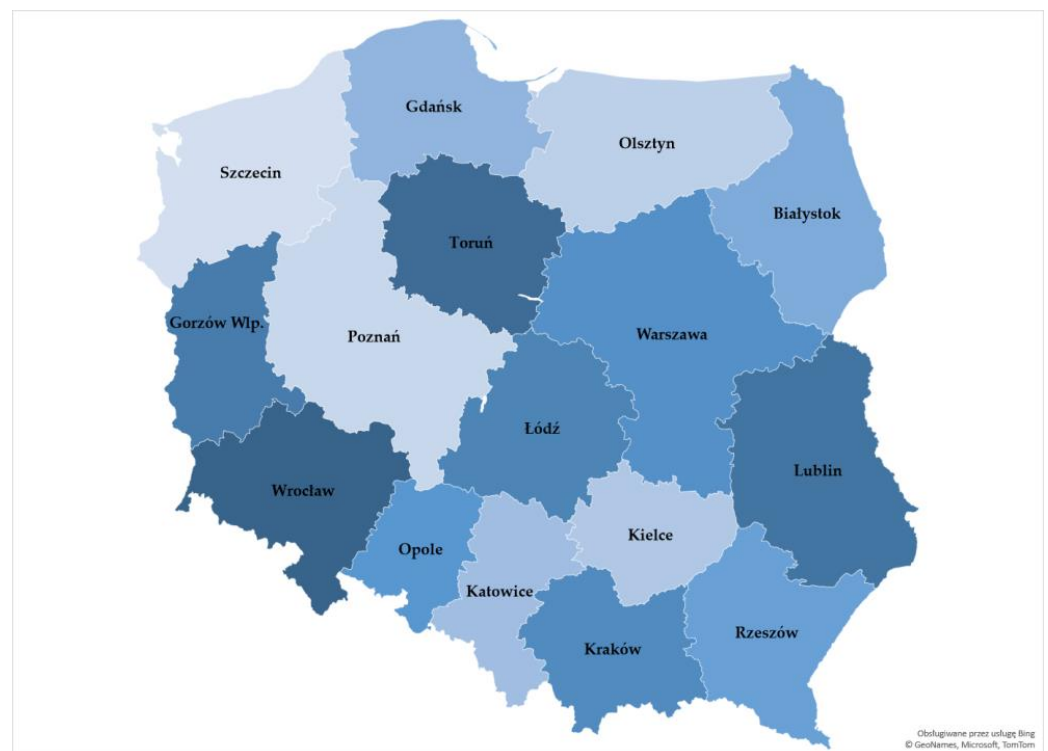 Gdańsk
Olsztyn
Szczecin
Białystok
Toruń
Gorzów Wlp.
Poznań
Warszawa
Łódź
Lublin
Wrocław
Kielce
Opole
Katowice
Rzeszów
Kraków
Obsługiwane przez usługę Bing
© GeoNames, Microsoft, TomTom